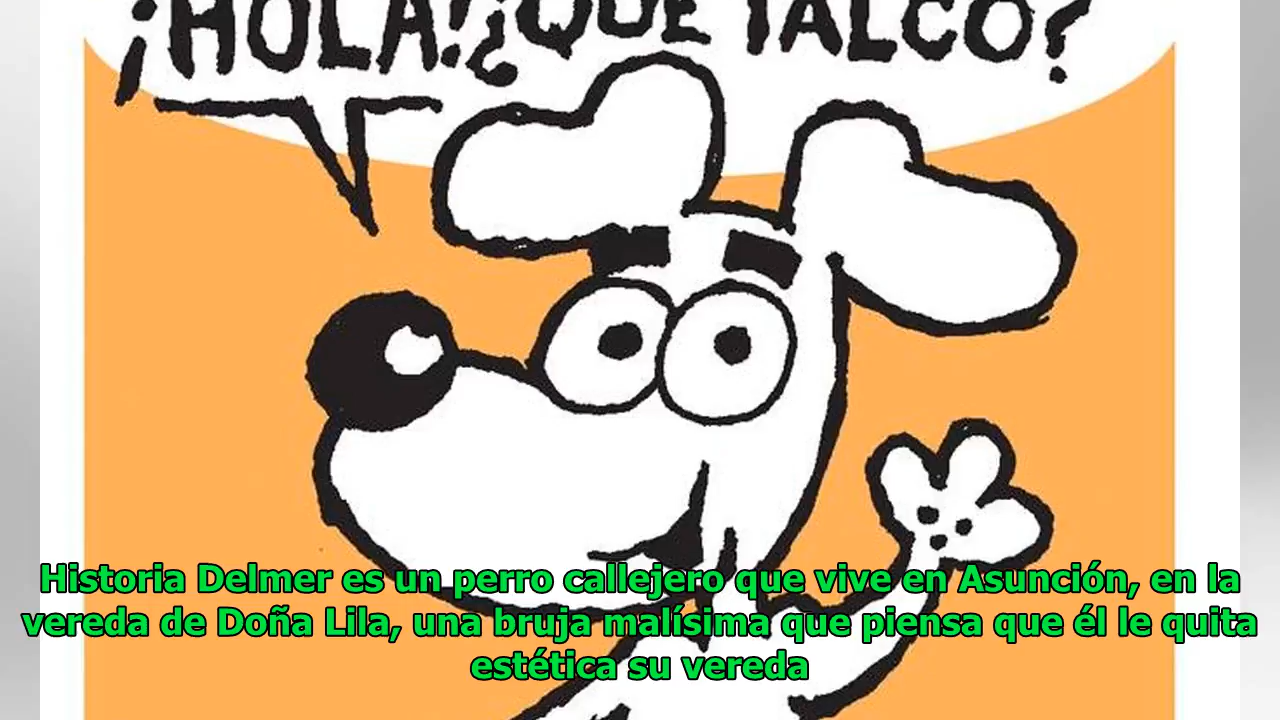 ¡HOLA!¿QUÉ TALCO?
Historia Delmer es un perro callejero que vive en Asunción, en la
vereda de Doña Lila, una bruja malísima que piensa que él le quita
estética su vereda